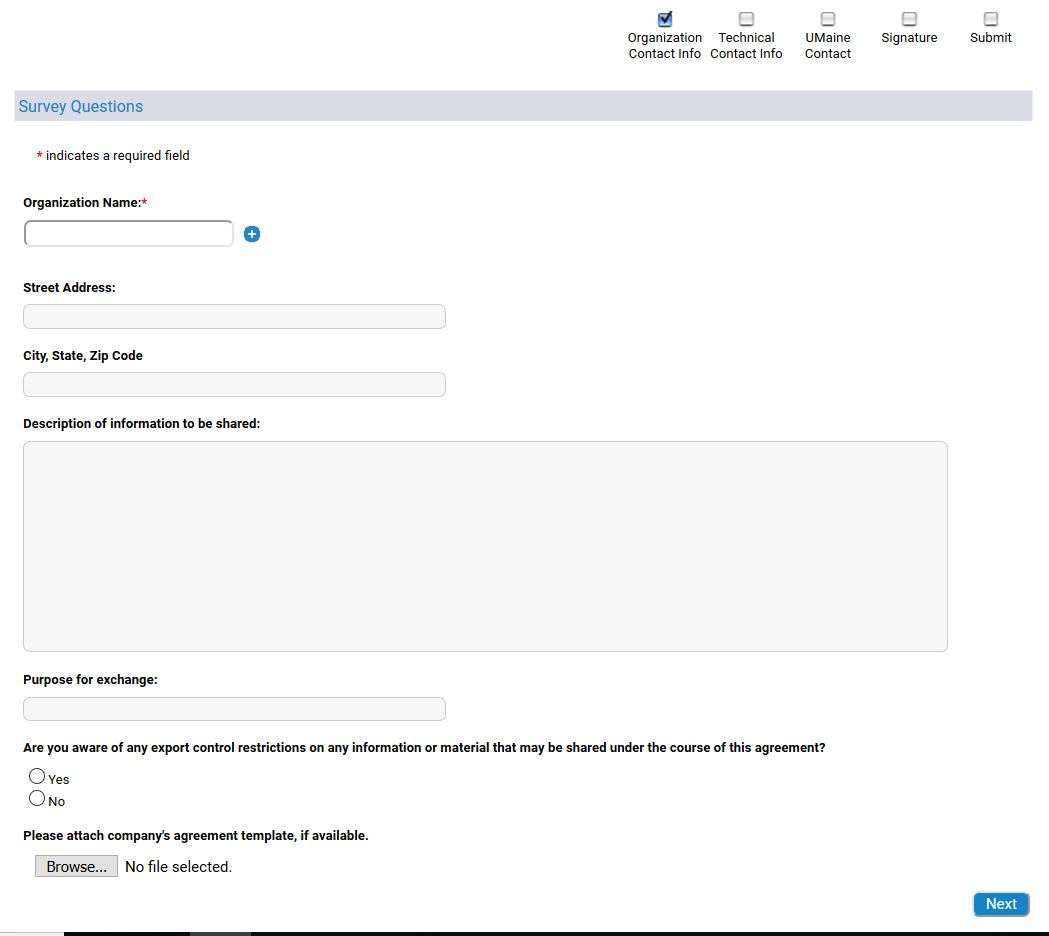 Organization Contact Info
Technical Contact Info
UMaine Contact
Signature
Submit
Survey Questions
* indicates a required field
Organization Name:*
Street Address:
City, State, Zip Code
Description of information to be shared:
Purpose for exchange:
Are you aware of any export control restrictions on any information or material that may be shared under the course of this agreement?
Yes
No
Please attach company's agreement template, if available.
Browse... No file selected.
Next